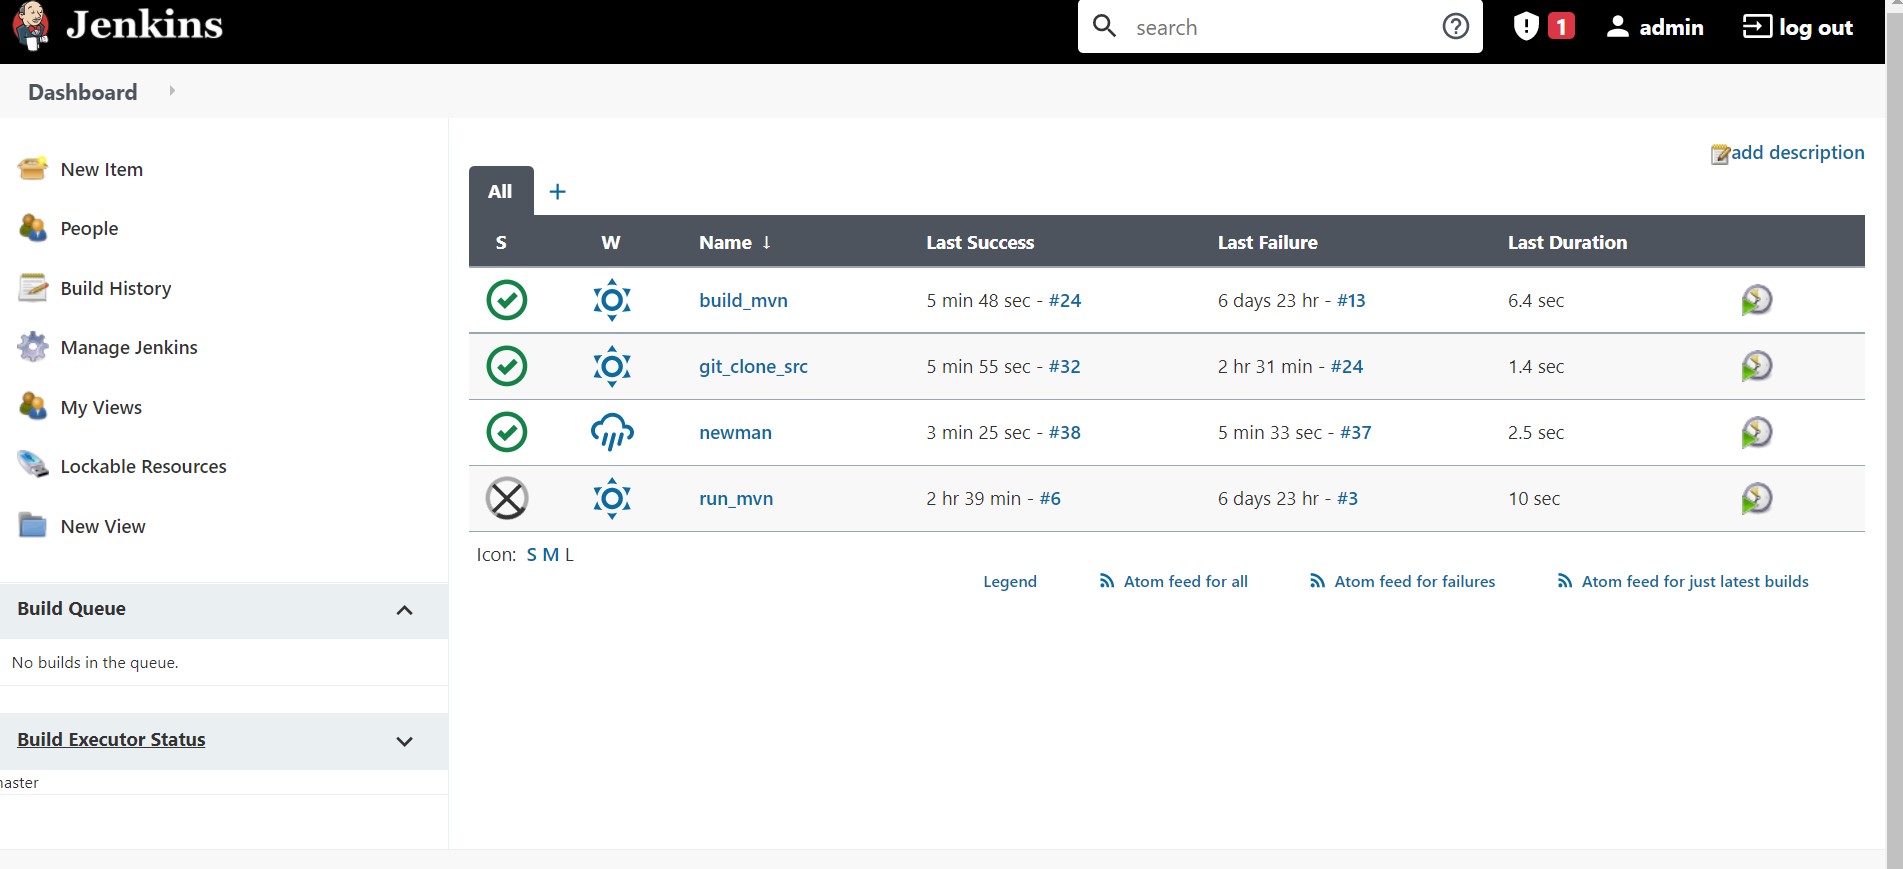 Jenkins
search
1
admin
log out
Dashboard
New Item
People
Build History
Manage Jenkins
My Views
Lockable Resources
New View
Build Queue
No builds in the queue.
Build Executor Status
add description
All +
S W Name ↓ Last Success Last Failure Last Duration
build_mvn 5 min 48 sec - #24 6 days 23 hr - #13 6.4 sec
git_clone_src 5 min 55 sec - #32 2 hr 31 min - #24 1.4 sec
newman 3 min 25 sec - #38 5 min 33 sec - #37 2.5 sec
run_mvn 2 hr 39 min - #6 6 days 23 hr - #3 10 sec
Icon: S M L
Legend Atom feed for all Atom feed for failures Atom feed for just latest builds